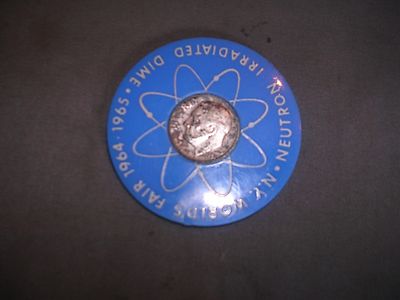 NEUTRON IRRADIATED DIME •
N.Y. WORLD'S FAIR 1964 - 1965 •